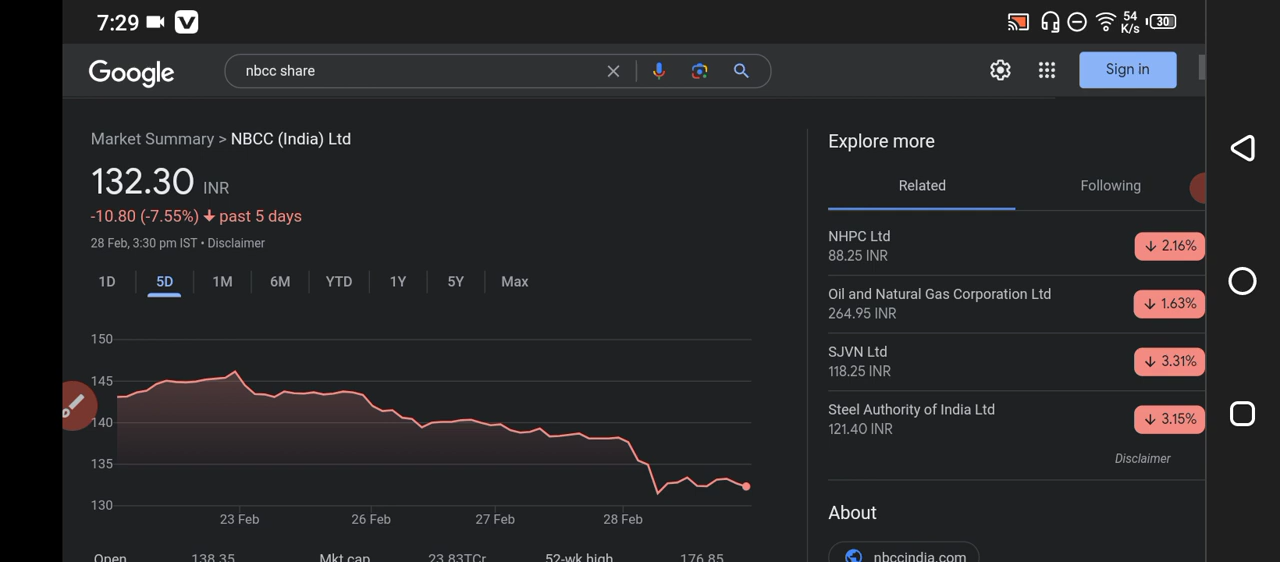 7:29
V
54
K/s
30
Google
nbcc share
Sign in
Market Summary > NBCC (India) Ltd
132.30 INR
-10.80 (-7.55%) ↓ past 5 days
28 Feb, 3:30 pm IST • Disclaimer
1D 5D 1M 6M YTD 1Y 5Y Max
150
145
140
135
130
23 Feb 26 Feb 27 Feb 28 Feb
Open 138.35 Mkt cap 23.83TCr 52-wk high 176.85
Explore more
Related Following
NHPC Ltd
88.25 INR
↓ 2.16%
Oil and Natural Gas Corporation Ltd
264.95 INR
↓ 1.63%
SJVN Ltd
118.25 INR
↓ 3.31%
Steel Authority of India Ltd
121.40 INR
↓ 3.15%
Disclaimer
About
nbccindia.com